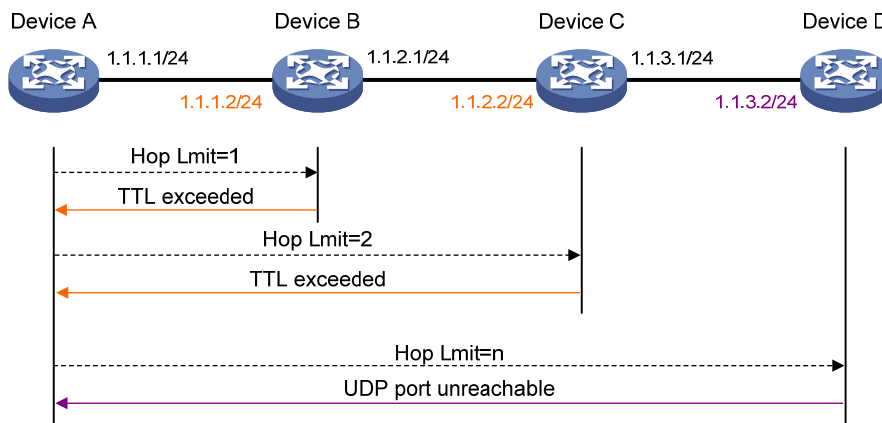 Device A
Device B
Device C
Device D
1.1.1.1/24
1.1.2.1/24
1.1.3.1/24
1.1.1.2/24
1.1.2.2/24
1.1.3.2/24
Hop Lmit=1
TTL exceeded
Hop Lmit=2
TTL exceeded
Hop Lmit=n
UDP port unreachable